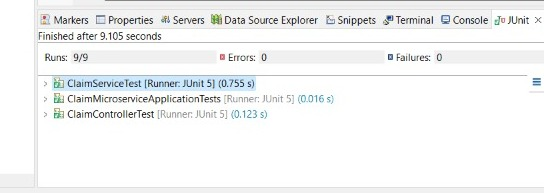 Markers Properties Servers Data Source Explorer Snippets Terminal Console JUnit
Finished after 9.105 seconds
Runs: 9/9 Errors: 0 Failures: 0
ClaimServiceTest [Runner: JUnit 5] (0.755 s)
ClaimMicroserviceApplicationTests [Runner: JUnit 5] (0.016 s)
ClaimControllerTest [Runner: JUnit 5] (0.123 s)